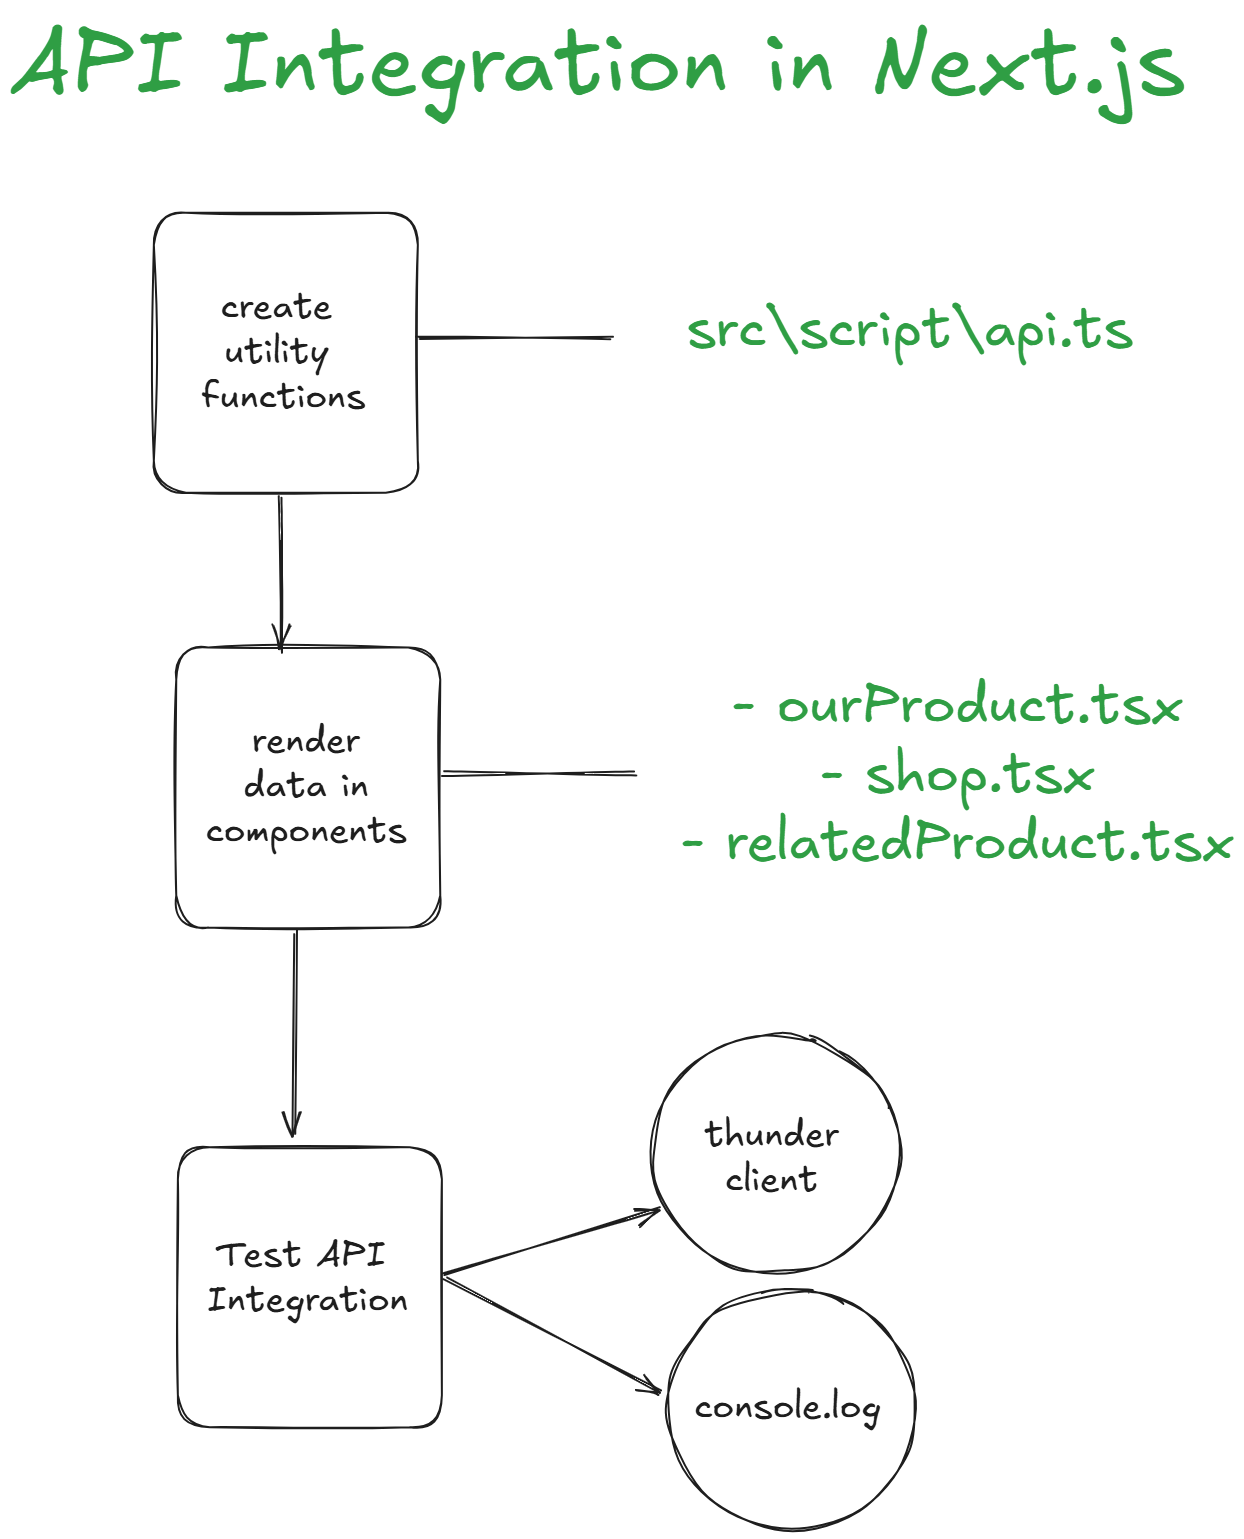 API Integration in Next.js
create
utility
functions
src\script\api.ts
render
data in
components
- ourProduct.tsx
- shop.tsx
- relatedProduct.tsx
thunder
client
Test API
Integration
console.log